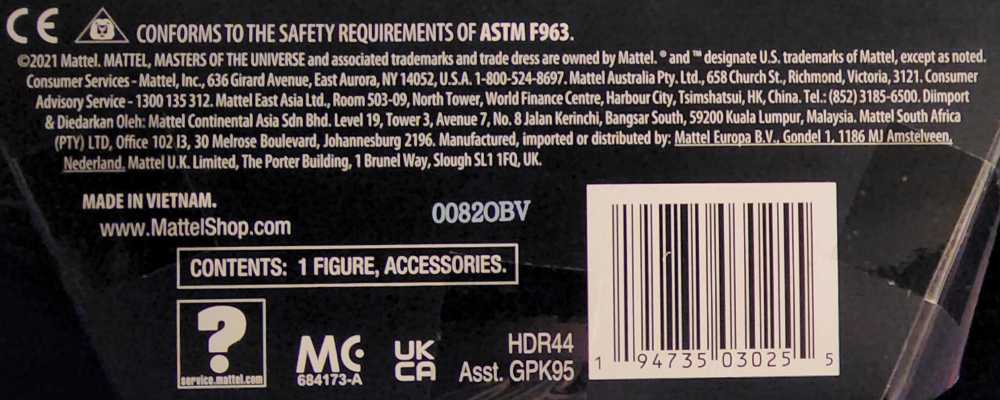 CE CONFORMS TO THE SAFETY REQUIREMENTS OF ASTM F963.
©2021 Mattel. MATTEL, MASTERS OF THE UNIVERSE and associated trademarks and trade dress are owned by Mattel. ® and ™ designate U.S. trademarks of Mattel, except as noted.
Consumer Services - Mattel, Inc., 636 Girard Avenue, East Aurora, NY 14052, U.S.A. 1-800-524-8697. Mattel Australia Pty. Ltd., 658 Church St., Richmond, Victoria, 3121. Consumer
Advisory Service - 1300 135 312. Mattel East Asia Ltd., Room 503-09, North Tower, World Finance Centre, Harbour City, Tsimshatsui, HK, China. Tel.: (852) 3185-6500. Diimport
& Diedarkan Oleh: Mattel Continental Asia Sdn Bhd. Level 19, Tower 3, Avenue 7, No. 8 Jalan Kerinchi, Bangsar South, 59200 Kuala Lumpur, Malaysia. Mattel South Africa
(PTY) LTD, Office 102 I3, 30 Melrose Boulevard, Johannesburg 2196. Manufactured, imported or distributed by: Mattel Europa B.V., Gondel 1, 1186 MJ Amstelveen,
Nederland. Mattel U.K. Limited, The Porter Building, 1 Brunel Way, Slough SL1 1FQ, UK.
MADE IN VIETNAM.
www.MattelShop.com
0082OBV
CONTENTS: 1 FIGURE, ACCESSORIES.
?
service.mattel.com
MC
684173-A
UK
CA
HDR44
Asst. GPK95
1 94735 03025 5